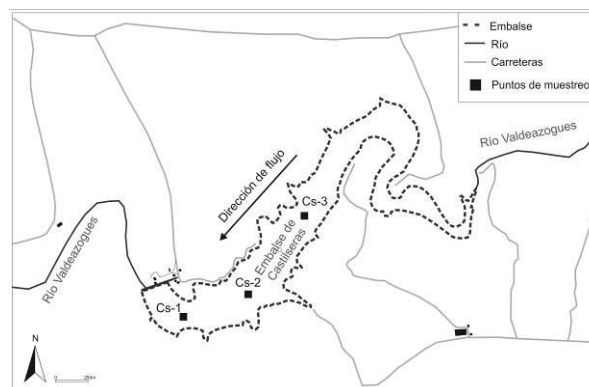 Embalse
Río
Carreteras
Puntos de muestreo
Río Valdeazogues
Dirección de flujo
Cs-3
Embalse de
Castilseras
Río Valdeazogues
Cs-2
Cs-1
N
0